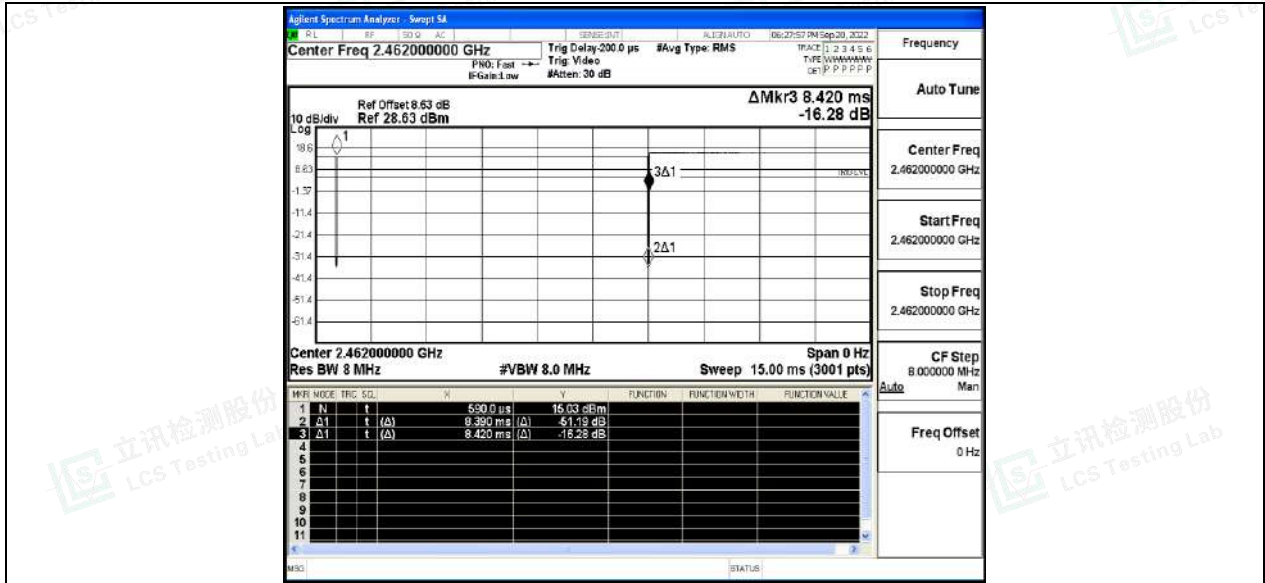 Agilent Spectrum Analyzer - Swept SA
RL RF 50 Ω AC SENSE:INT ALIGN AUTO 06:27:57 PM Sep 20, 2022
Center Freq 2.462000000 GHz
PNO: Fast
IFGain:Low
Trig Delay-200.0 µs
Trig: Video
#Atten: 30 dB
#Avg Type: RMS
TRACE 1 2 3 4 5 6
TYPE WWWWWW
DET P P P P P P
Ref Offset 8.63 dB
10 dB/div Ref 28.63 dBm
Log
ΔMkr3 8.420 ms
-16.28 dB
18.6
8.63
-1.37
-11.4
-21.4
-31.4
-41.4
-51.4
-61.4
1
3Δ1
TRIG LVL
2Δ1
Center 2.462000000 GHz Span 0 Hz
Res BW 8 MHz #VBW 8.0 MHz Sweep 15.00 ms (3001 pts)
MKR MODE TRC SCL X Y FUNCTION FUNCTION WIDTH FUNCTION VALUE
1 N t 590.0 us 15.03 dBm
2 Δ1 t (Δ) 8.390 ms (Δ) -51.19 dB
3 Δ1 t (Δ) 8.420 ms (Δ) -16.28 dB
4
5
6
7
8
9
10
11
MSG STATUS
Frequency
Auto Tune
Center Freq
2.462000000 GHz
Start Freq
2.462000000 GHz
Stop Freq
2.462000000 GHz
CF Step
8.000000 MHz
Auto Man
Freq Offset
0 Hz
立讯检测股份
LCS Testing Lab
立讯检测股份
LCS Testing Lab